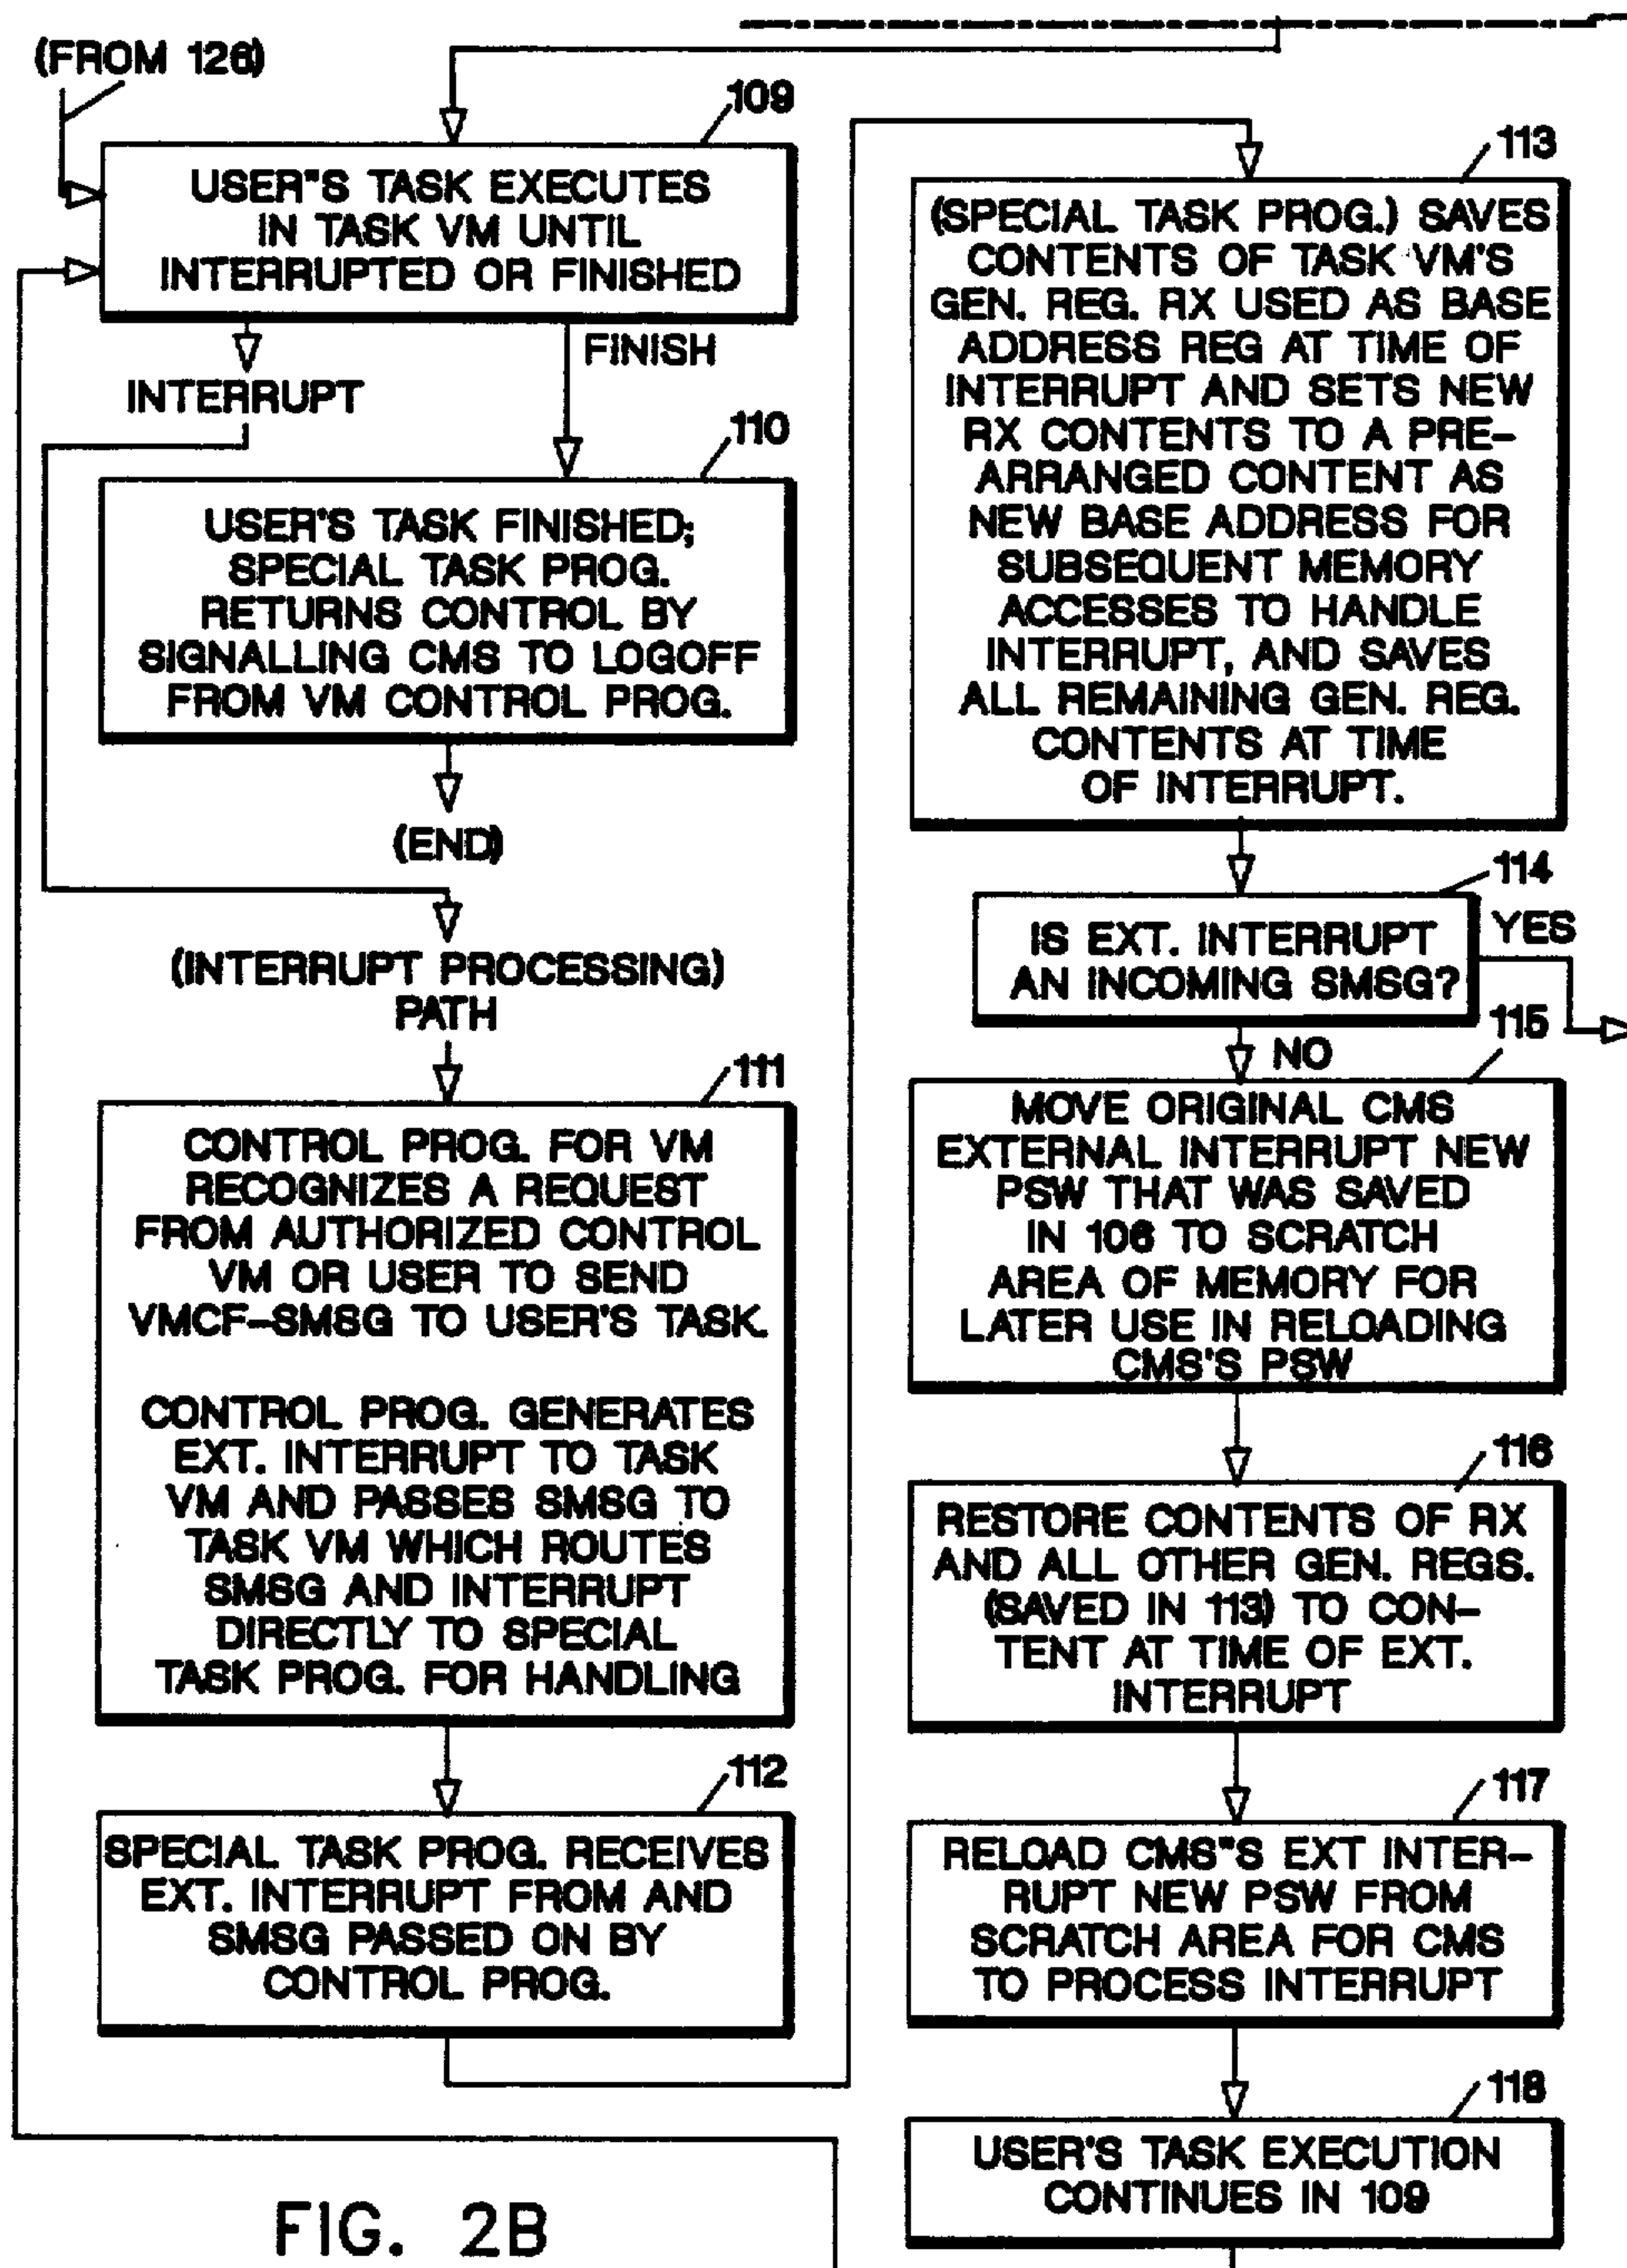 (FROM 126)
109
USER"S TASK EXECUTES
IN TASK VM UNTIL
INTERRUPTED OR FINISHED
INTERRUPT
FINISH
110
USER'S TASK FINISHED;
SPECIAL TASK PROG.
RETURNS CONTROL BY
SIGNALLING CMS TO LOGOFF
FROM VM CONTROL PROG.
(END)
(INTERRUPT PROCESSING)
PATH
111
CONTROL PROG. FOR VM
RECOGNIZES A REQUEST
FROM AUTHORIZED CONTROL
VM OR USER TO SEND
VMCF-SMSG TO USER'S TASK.
CONTROL PROG. GENERATES
EXT. INTERRUPT TO TASK
VM AND PASSES SMSG TO
TASK VM WHICH ROUTES
SMSG AND INTERRUPT
DIRECTLY TO SPECIAL
TASK PROG. FOR HANDLING
112
SPECIAL TASK PROG. RECEIVES
EXT. INTERRUPT FROM AND
SMSG PASSED ON BY
CONTROL PROG.
113
(SPECIAL TASK PROG.) SAVES
CONTENTS OF TASK VM'S
GEN. REG. RX USED AS BASE
ADDRESS REG AT TIME OF
INTERRUPT AND SETS NEW
RX CONTENTS TO A PRE-
ARRANGED CONTENT AS
NEW BASE ADDRESS FOR
SUBSEQUENT MEMORY
ACCESSES TO HANDLE
INTERRUPT, AND SAVES
ALL REMAINING GEN. REG.
CONTENTS AT TIME
OF INTERRUPT.
114
IS EXT. INTERRUPT
AN INCOMING SMSG?
YES
NO
115
MOVE ORIGINAL CMS
EXTERNAL INTERRUPT NEW
PSW THAT WAS SAVED
IN 106 TO SCRATCH
AREA OF MEMORY FOR
LATER USE IN RELOADING
CMS'S PSW
116
RESTORE CONTENTS OF RX
AND ALL OTHER GEN. REGS.
(SAVED IN 113) TO CON-
TENT AT TIME OF EXT.
INTERRUPT
117
RELOAD CMS"S EXT INTER-
RUPT NEW PSW FROM
SCRATCH AREA FOR CMS
TO PROCESS INTERRUPT
118
USER'S TASK EXECUTION
CONTINUES IN 109
FIG. 2B